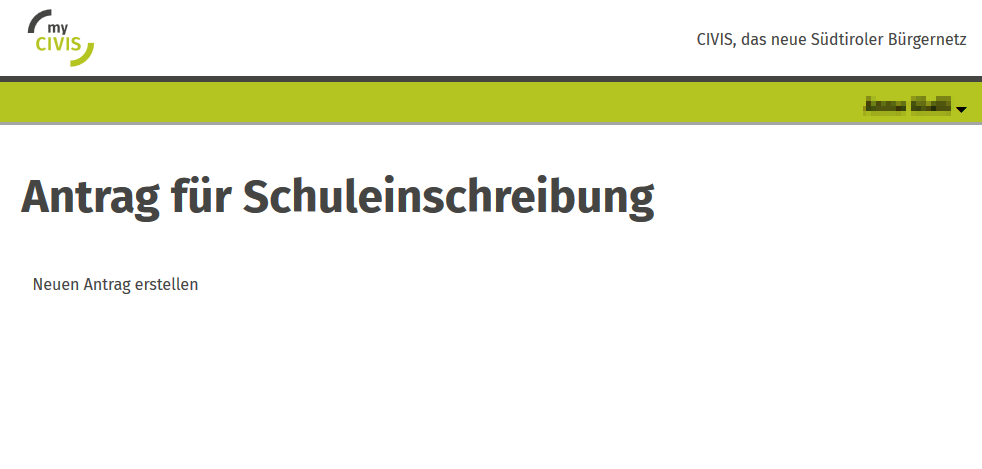 my
CIVIS
CIVIS, das neue Südtiroler Bürgernetz
Antrag für Schuleinschreibung
Neuen Antrag erstellen